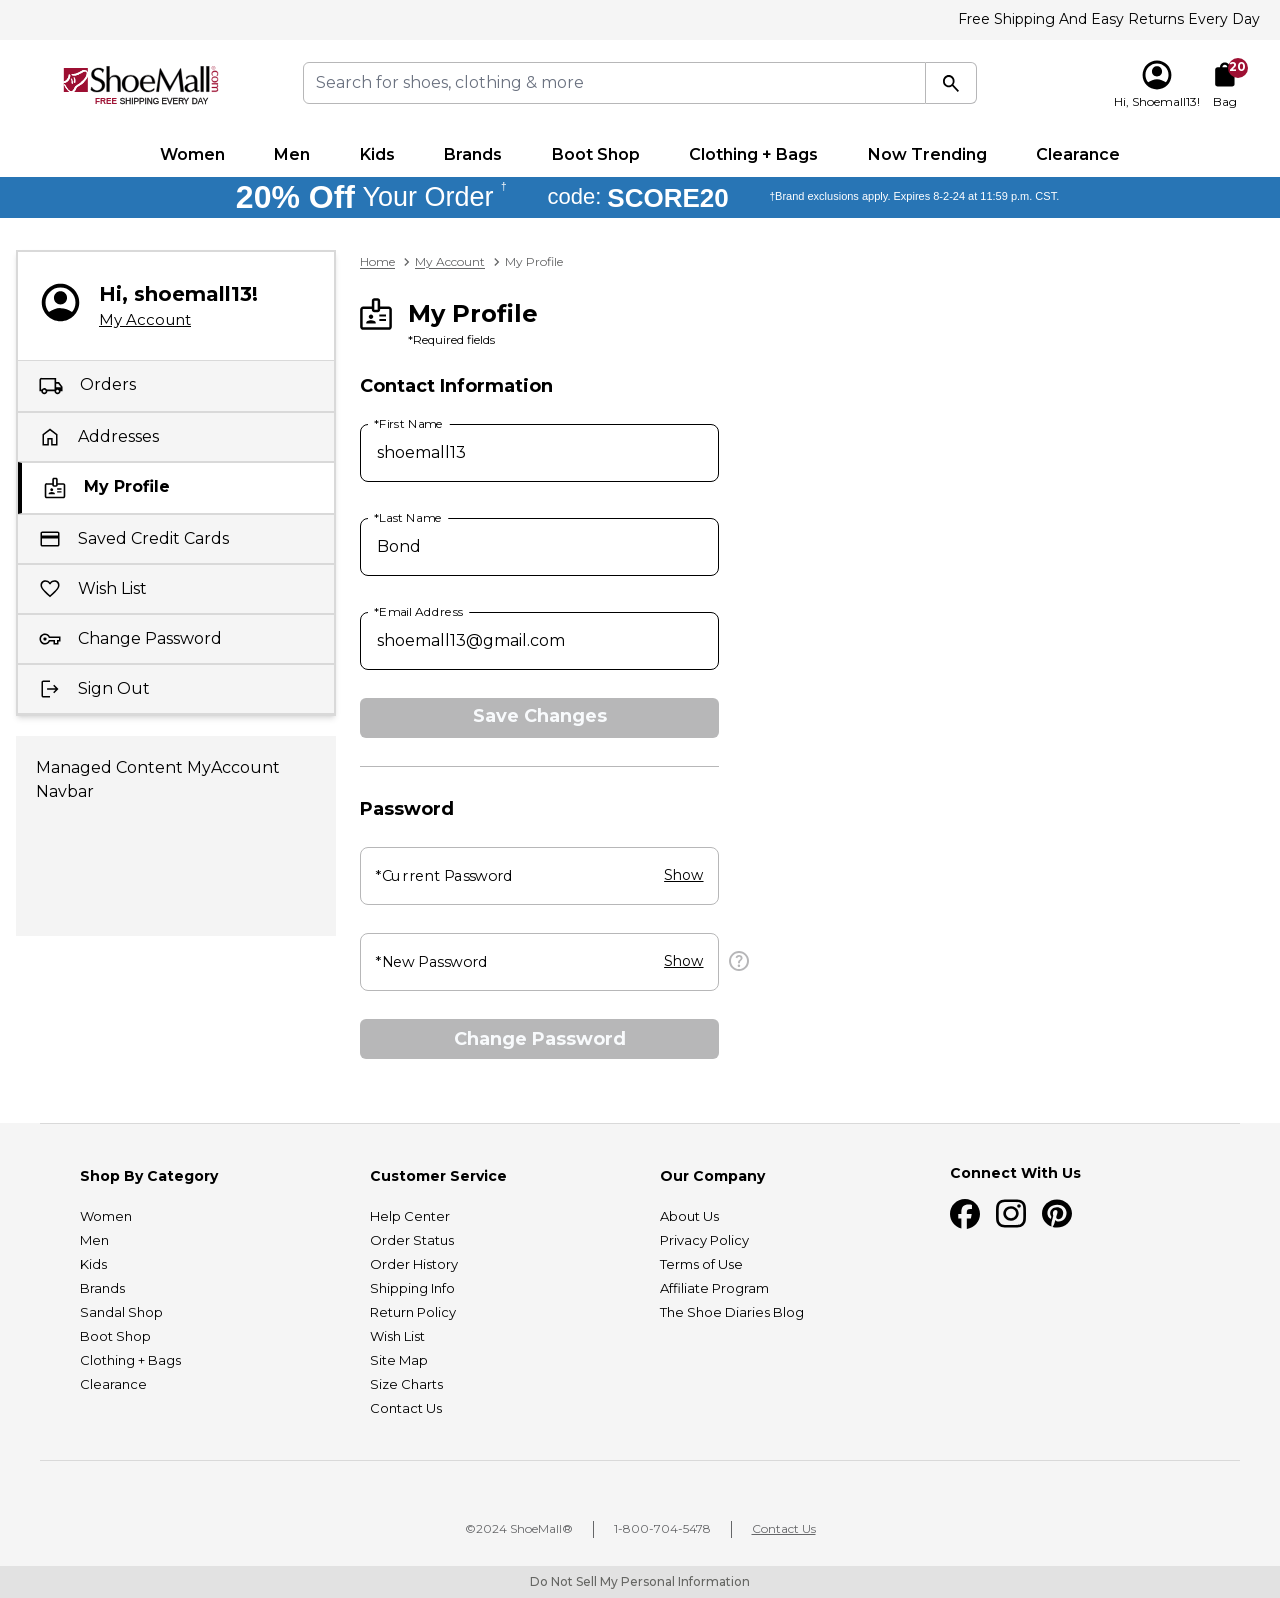 Free Shipping And Easy Returns Every Day
ShoeMall.com
FREE SHIPPING EVERY DAY
Search for shoes, clothing & more
20
Hi, Shoemall13!
Bag
Women
Men
Kids
Brands
Boot Shop
Clothing + Bags
Now Trending
Clearance
20% Off Your Order †
code: SCORE20
†Brand exclusions apply. Expires 8-2-24 at 11:59 p.m. CST.
Hi, shoemall13!
My Account
Orders
Addresses
My Profile
Saved Credit Cards
Wish List
Change Password
Sign Out
Managed Content MyAccount
Navbar
Home > My Account > My Profile
My Profile
*Required fields
Contact Information
*First Name
shoemall13
*Last Name
Bond
*Email Address
shoemall13@gmail.com
Save Changes
Password
*Current Password
Show
*New Password
Show
?
Change Password
Shop By Category
Women
Men
Kids
Brands
Sandal Shop
Boot Shop
Clothing + Bags
Clearance
Customer Service
Help Center
Order Status
Order History
Shipping Info
Return Policy
Wish List
Site Map
Size Charts
Contact Us
Our Company
About Us
Privacy Policy
Terms of Use
Affiliate Program
The Shoe Diaries Blog
Connect With Us
©2024 ShoeMall®
1-800-704-5478
Contact Us
Do Not Sell My Personal Information